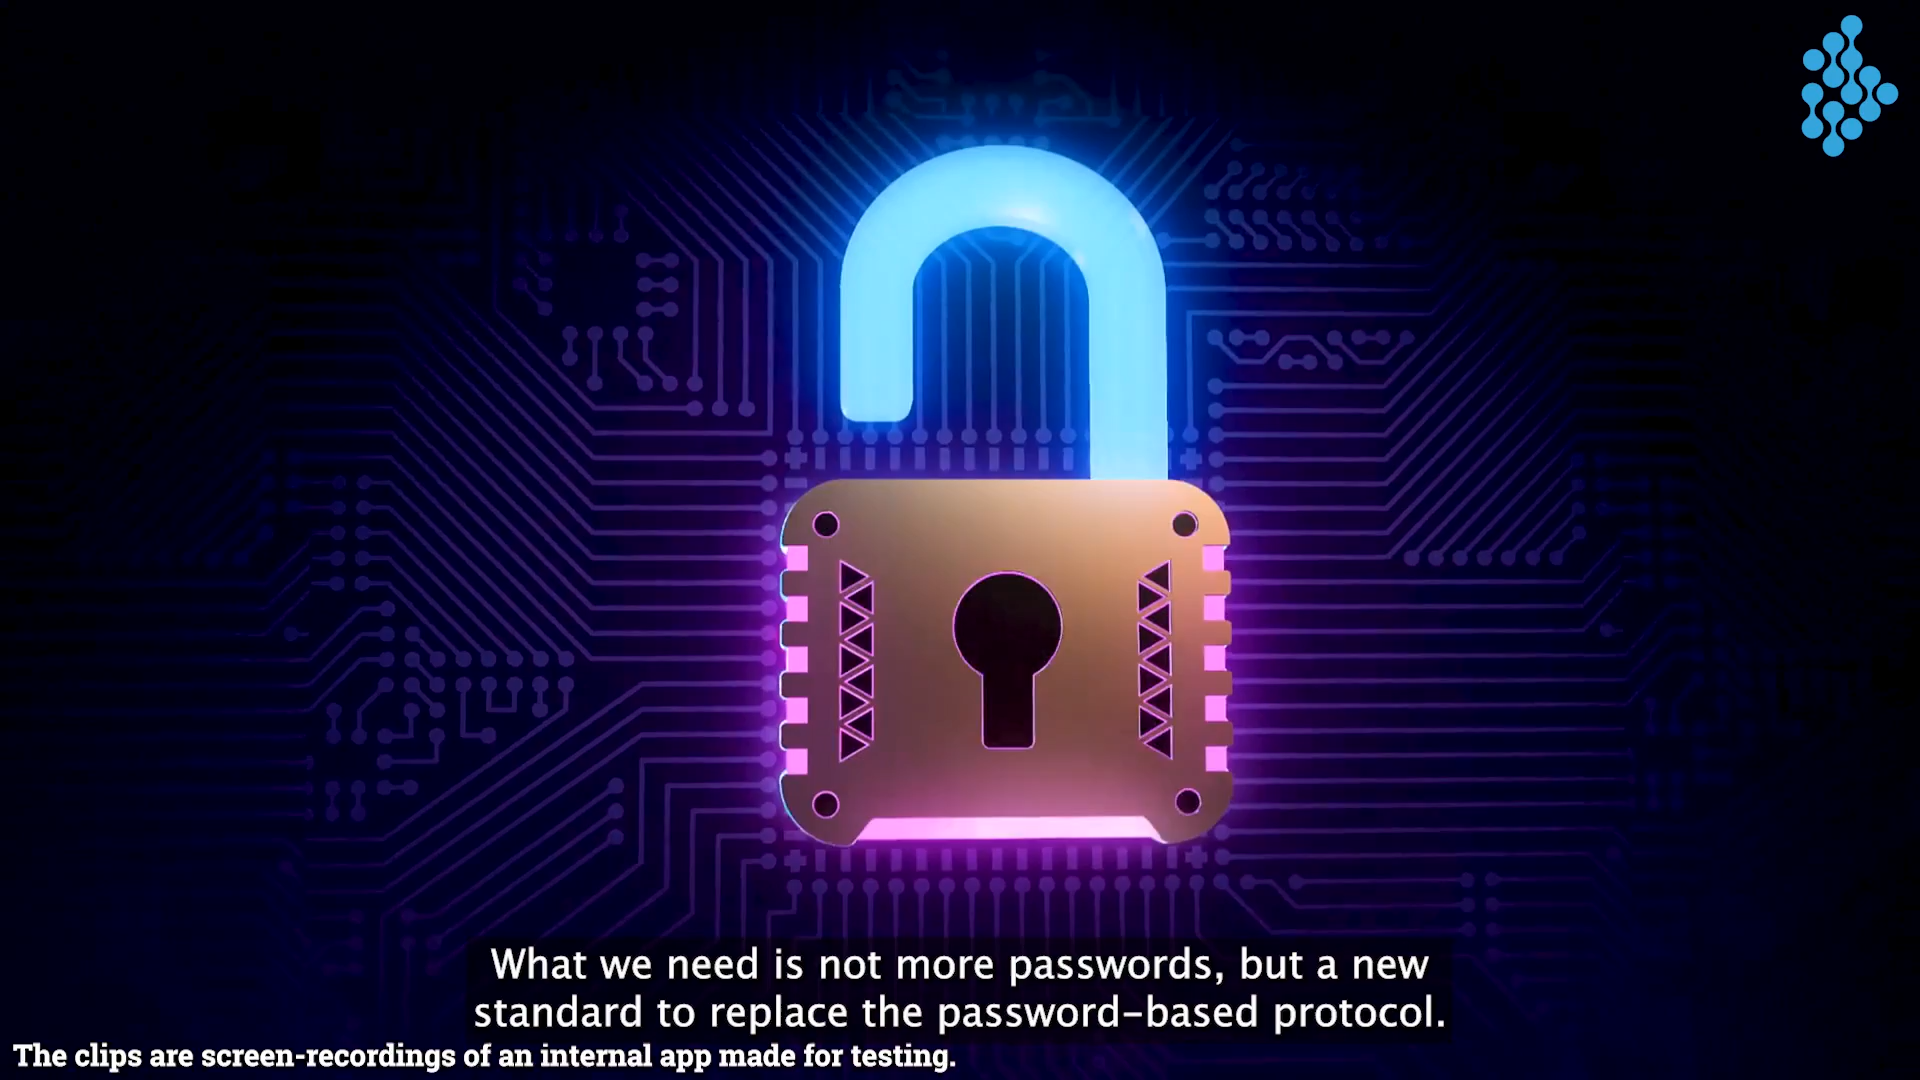 What we need is not more passwords, but a new
standard to replace the password-based protocol.
The clips are screen-recordings of an internal app made for testing.